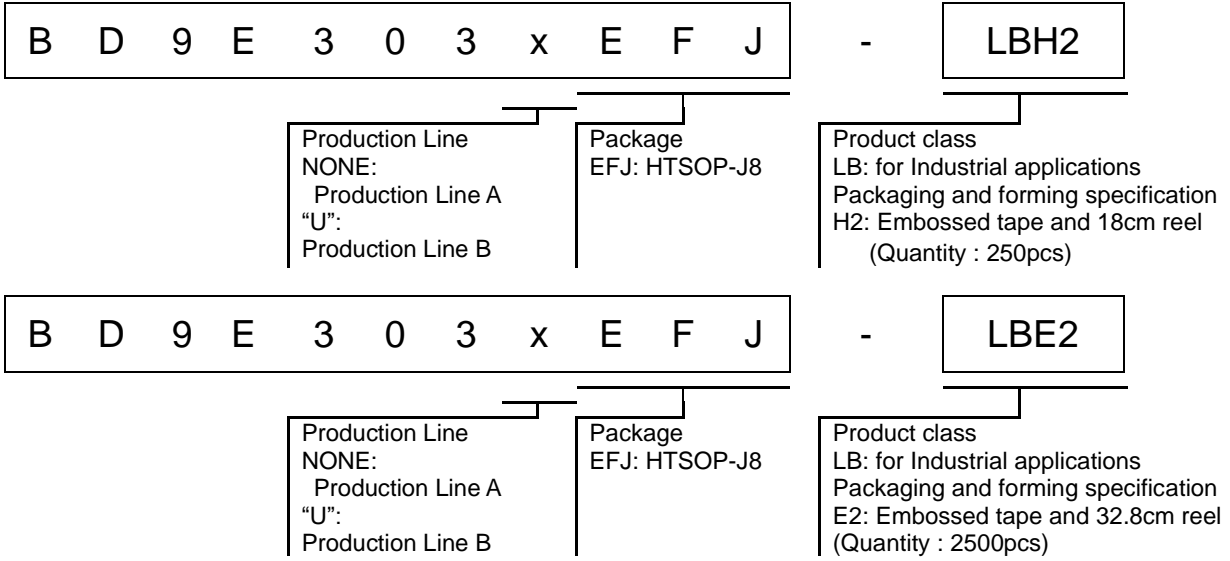 B D 9 E 3 0 3 x E F J - LBH2
Production Line
NONE:
Production Line A
“U”:
Production Line B
Package
EFJ: HTSOP-J8
Product class
LB: for Industrial applications
Packaging and forming specification
H2: Embossed tape and 18cm reel
(Quantity : 250pcs)
B D 9 E 3 0 3 x E F J - LBE2
Production Line
NONE:
Production Line A
“U”:
Production Line B
Package
EFJ: HTSOP-J8
Product class
LB: for Industrial applications
Packaging and forming specification
E2: Embossed tape and 32.8cm reel
(Quantity : 2500pcs)